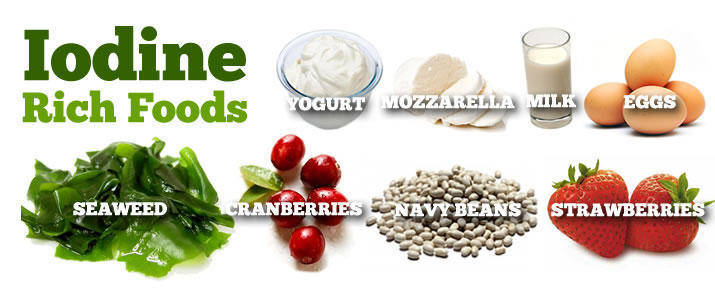 Iodine
Rich Foods
YOGURT
MOZZARELLA
MILK
EGGS
SEAWEED
CRANBERRIES
NAVY BEANS
STRAWBERRIES